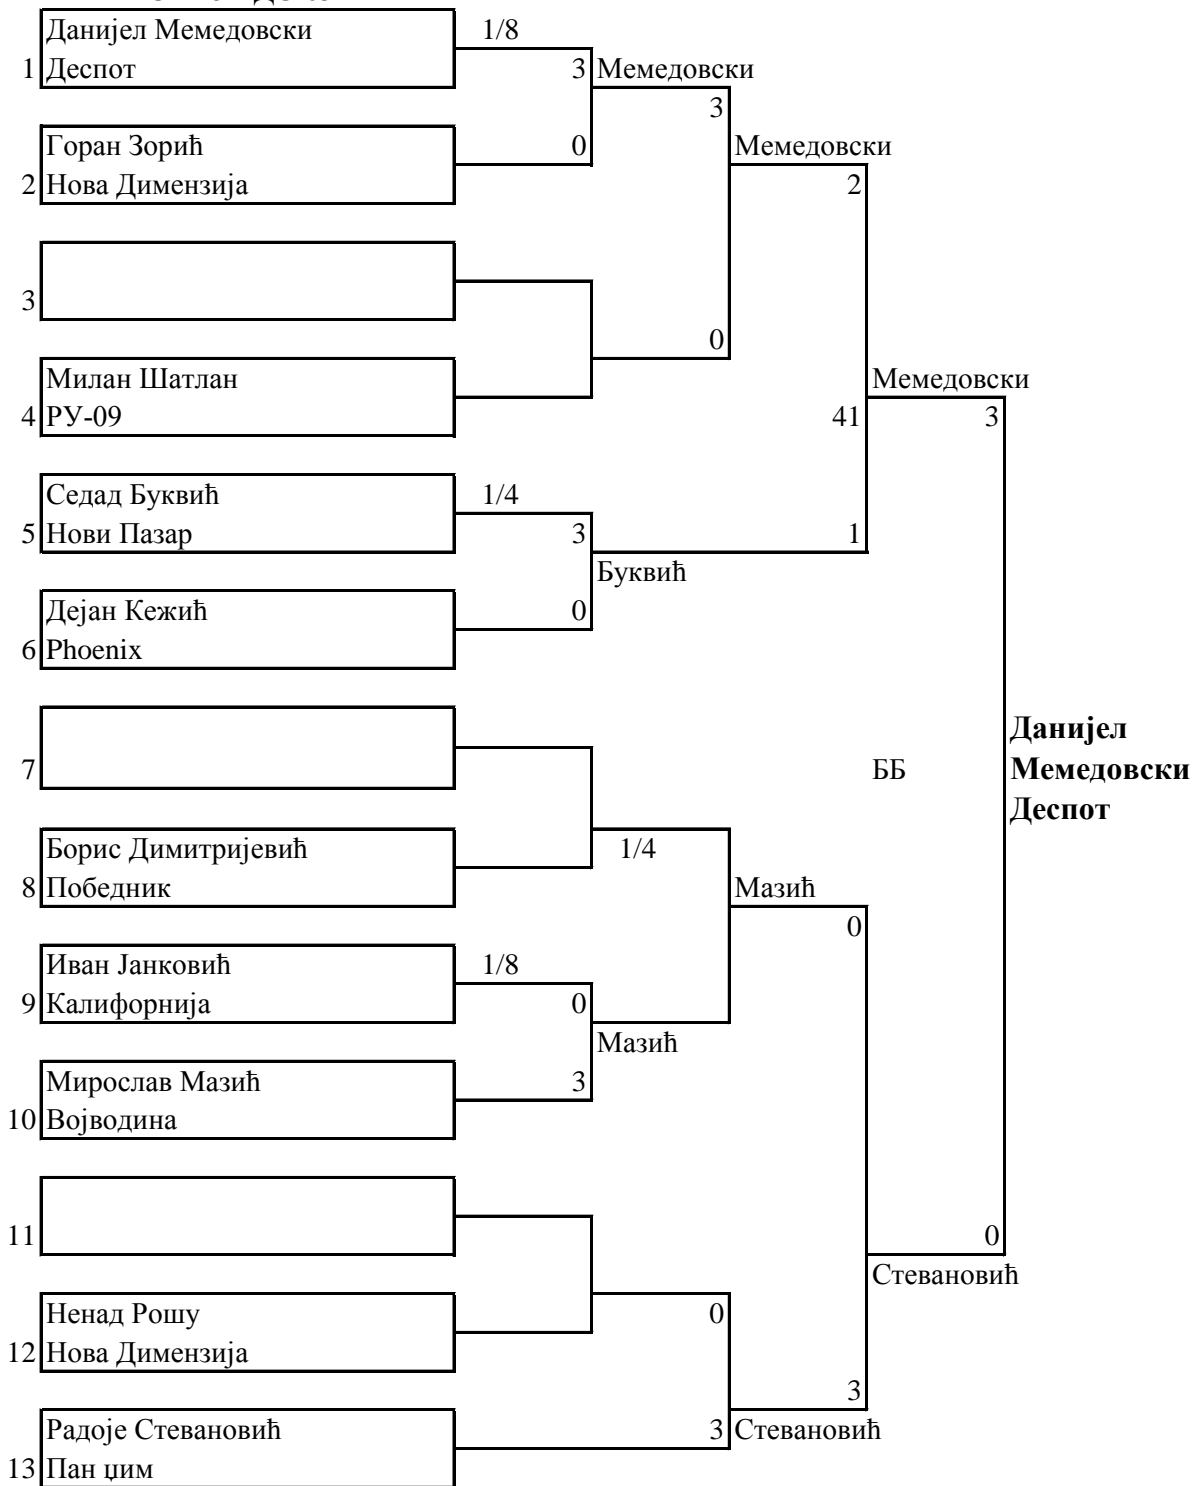 Данијел Мемедовски 1/8
1 Деспот 3 Мемедовски
3
Горан Зорић 0 Мемедовски
2 Нова Димензија 2
3
0
Милан Шатлан Мемедовски
4 РУ-09 41 3
Седад Буквић 1/4
5 Нови Пазар 3 1
Буквић
Дејан Кежић 0
6 Phoenix
Данијел
7 ББ Мемедовски
Деспот
Борис Димитријевић 1/4
8 Победник Мазић
0
Иван Јанковић 1/8
9 Калифорнија 0
Мазић
Мирослав Мазић 3
10 Војводина
11 0
Стевановић
Ненад Рошу 0
12 Нова Димензија
3
Радоје Стевановић 3 Стевановић
13 Пан џим